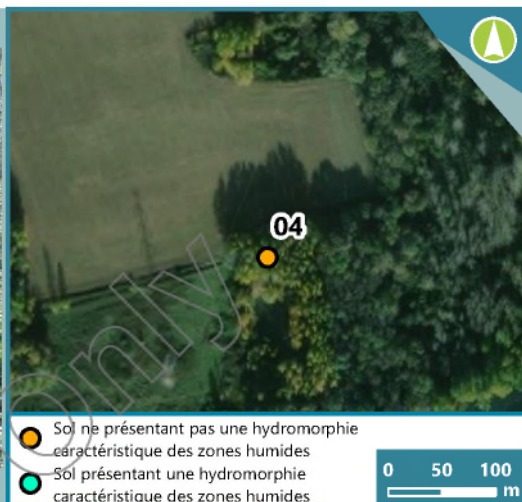 04
Only
Sol ne présentant pas une hydromorphie
caractéristique des zones humides
Sol présentant une hydromorphie
caractéristique des zones humides
0 50 100
m